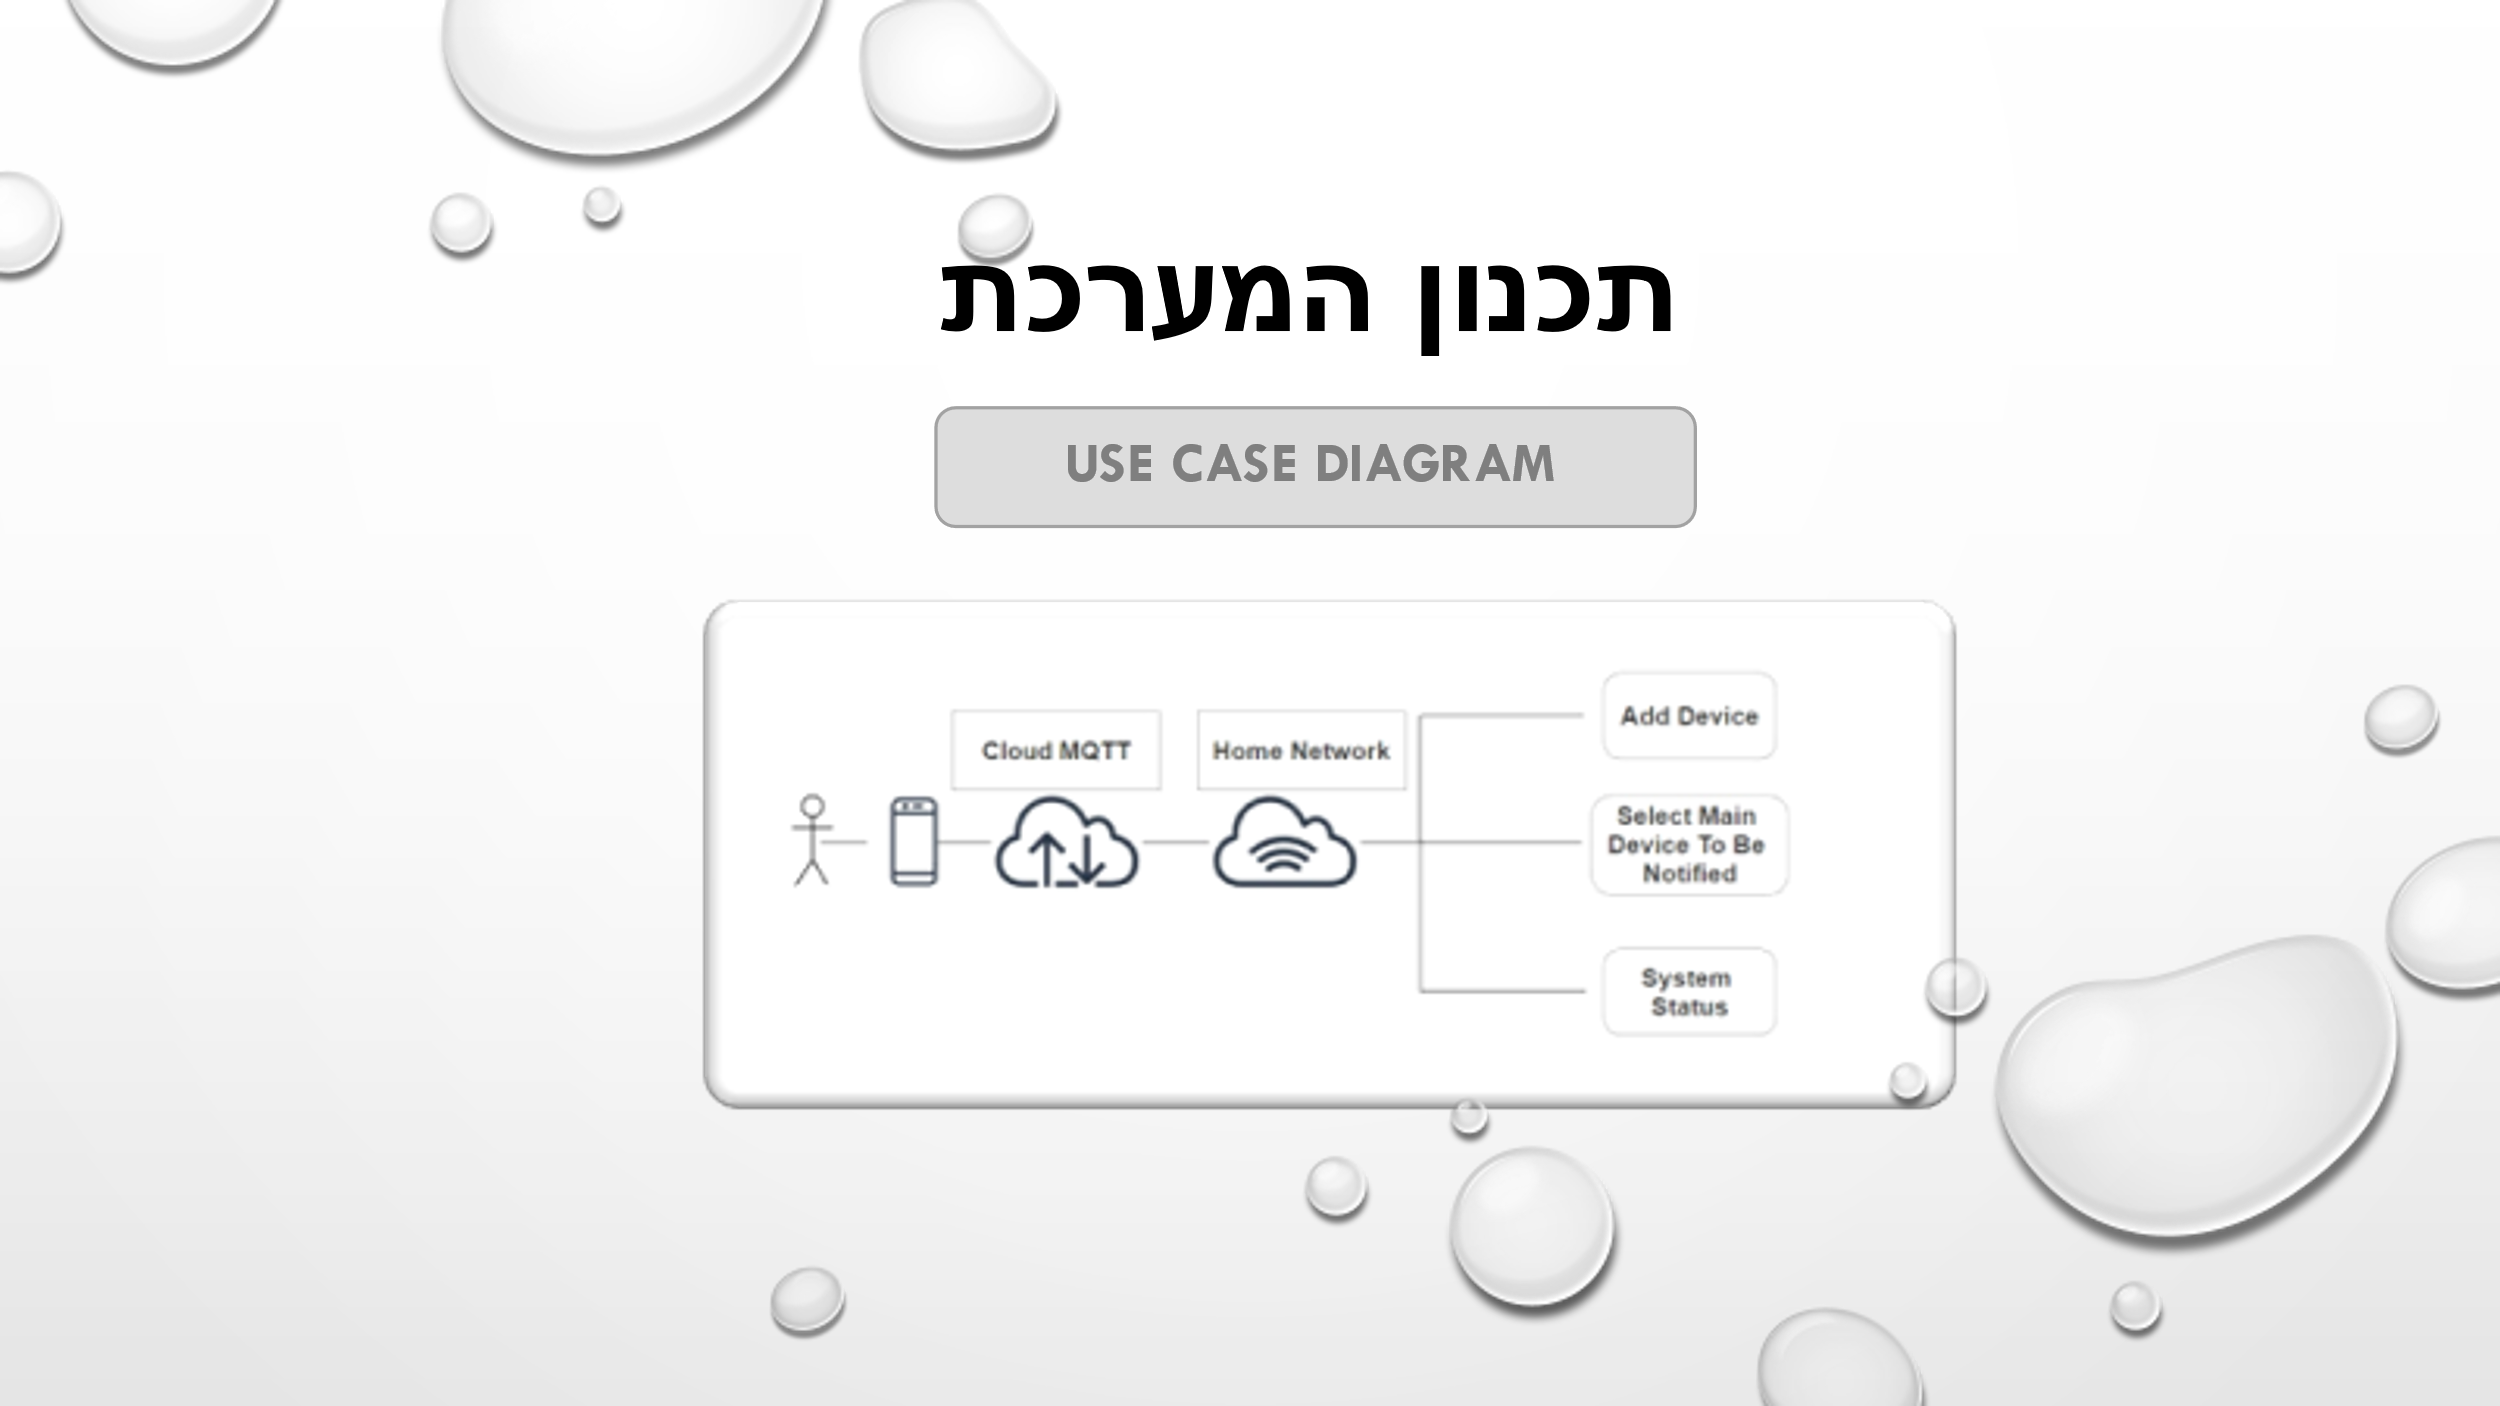 תכנון המערכת
USE CASE DIAGRAM
Cloud MQTT
Home Network
Add Device
Select Main
Device To Be
Notified
System
Status